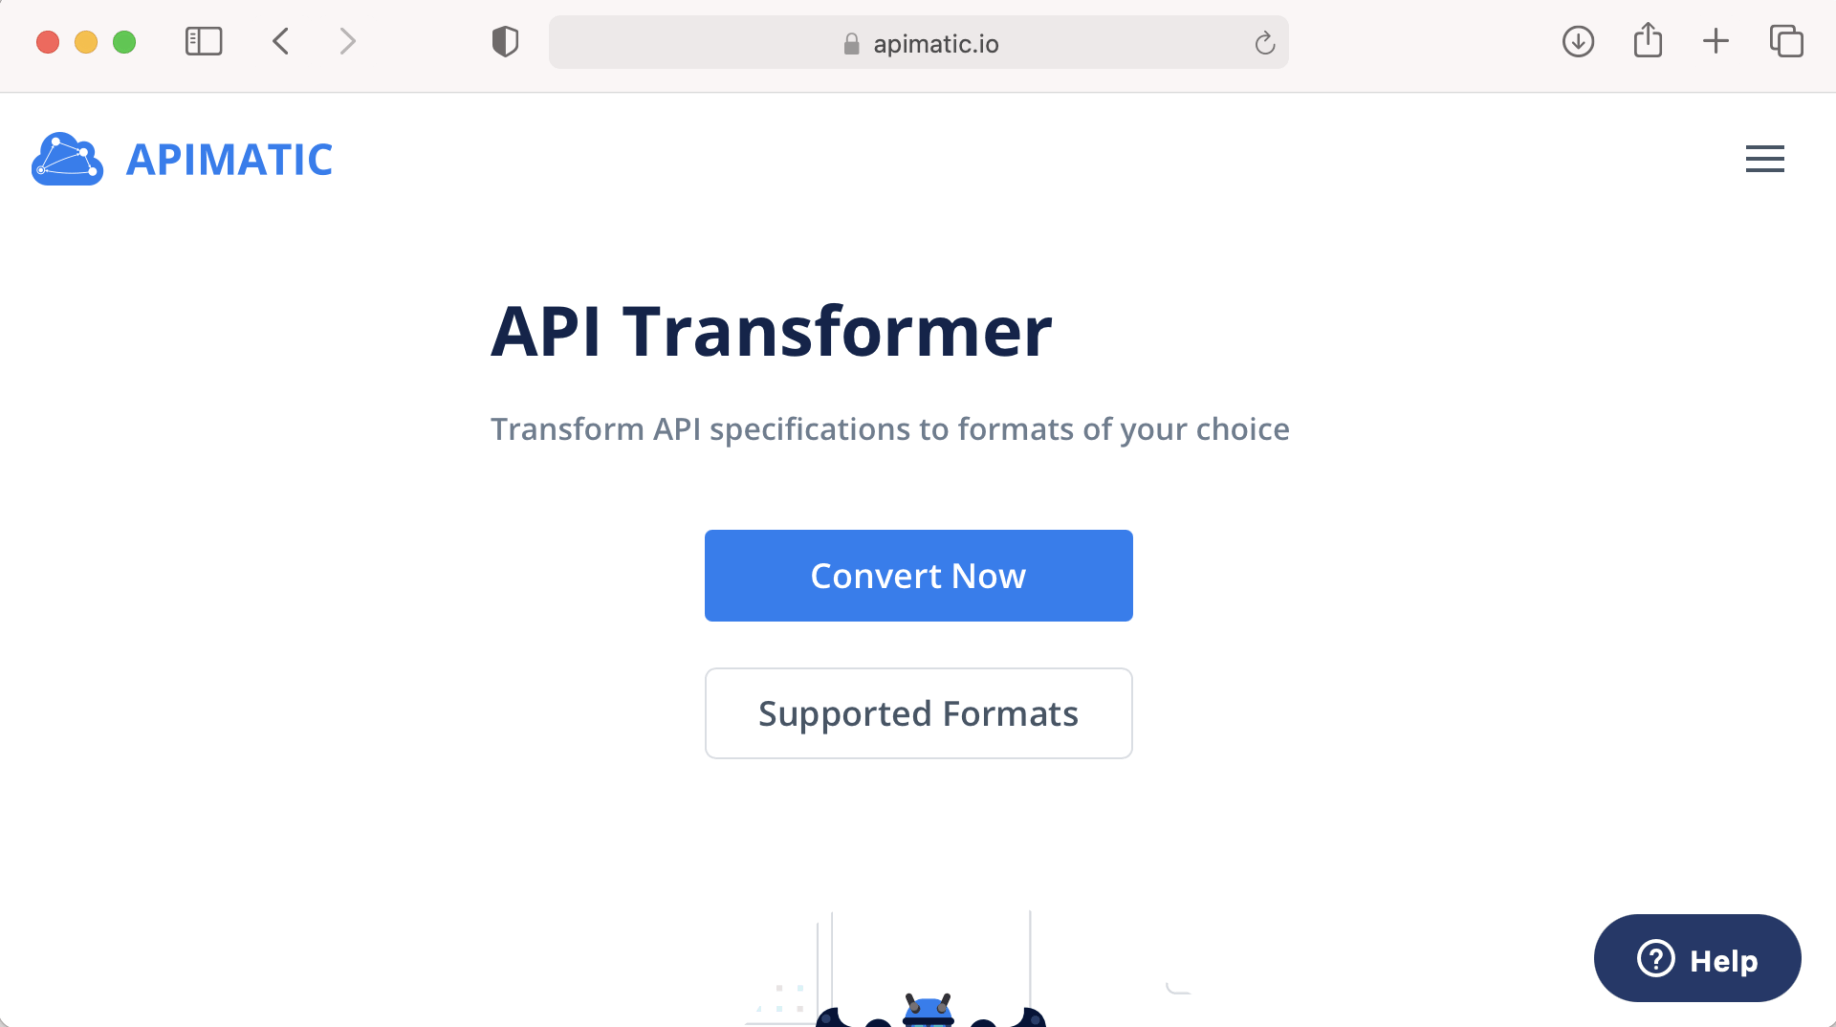 apimatic.io
APIMATIC
API Transformer
Transform API specifications to formats of your choice
Convert Now
Supported Formats
? Help